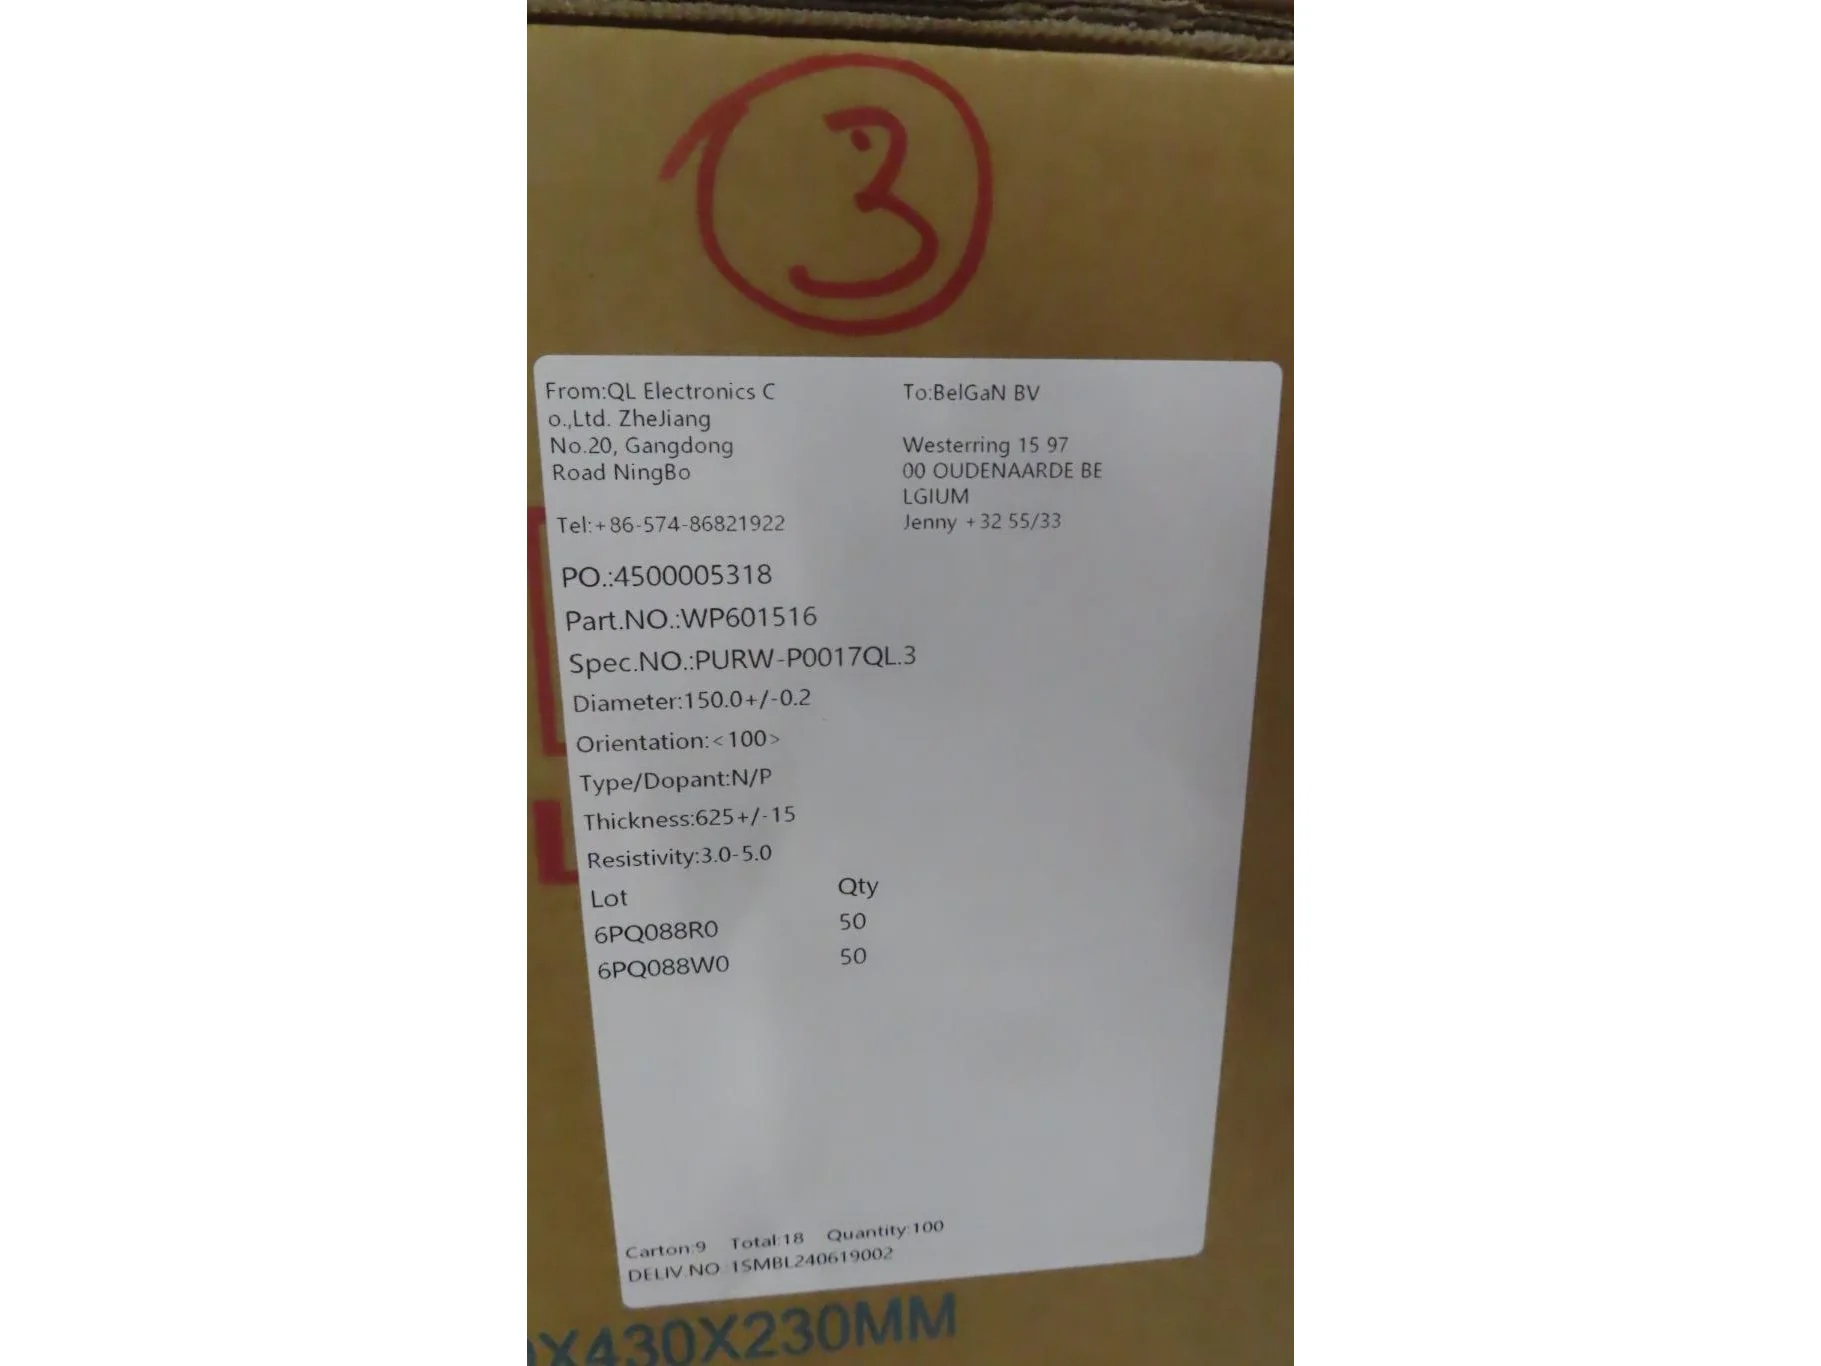 3
From:QL Electronics C
o.,Ltd. ZheJiang
No.20, Gangdong
Road NingBo
Tel:+86-574-86821922
To:BelGaN BV
Westerring 15 97
00 OUDENAARDE BE
LGIUM
Jenny +32 55/33
PO.:4500005318
Part.NO.:WP601516
Spec.NO.:PURW-P0017QL.3
Diameter:150.0+/-0.2
Orientation:<100>
Type/Dopant:N/P
Thickness:625+/-15
Resistivity:3.0-5.0
Lot Qty
6PQ088R0 50
6PQ088W0 50
Carton:9 Total:18 Quantity:100
DELIV.NO :1SMBL240619002
X430X230MM